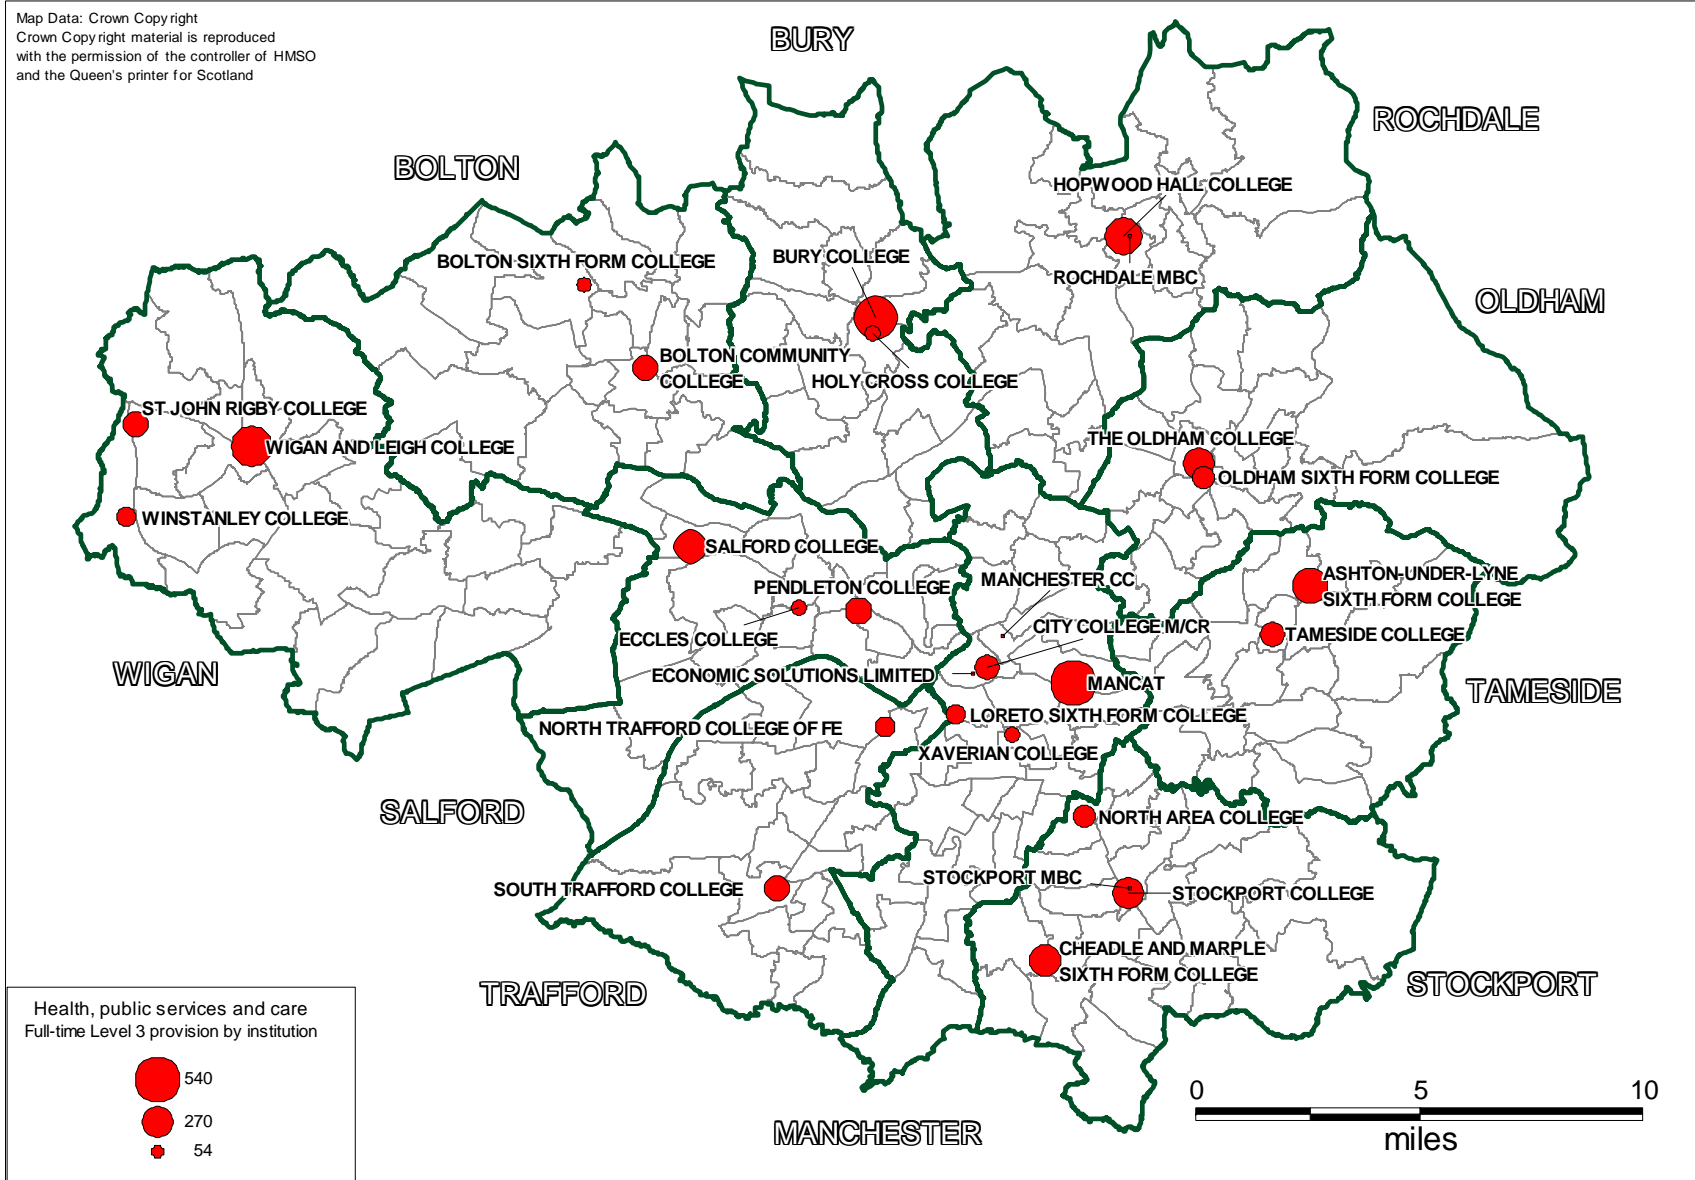 Map Data: Crown Copyright
Crown Copyright material is reproduced
with the permission of the controller of HMSO
and the Queen's printer for Scotland
BURY
ROCHDALE
BOLTON
HOPWOOD HALL COLLEGE
BURY COLLEGE
BOLTON SIXTH FORM COLLEGE
ROCHDALE MBC
OLDHAM
BOLTON COMMUNITY
COLLEGE
HOLY CROSS COLLEGE
ST JOHN RIGBY COLLEGE
WIGAN AND LEIGH COLLEGE
THE OLDHAM COLLEGE
OLDHAM SIXTH FORM COLLEGE
WINSTANLEY COLLEGE
SALFORD COLLEGE
PENDLETON COLLEGE
MANCHESTER CC
ASHTON-UNDER-LYNE
SIXTH FORM COLLEGE
CITY COLLEGE M/CR
ECCLES COLLEGE
TAMESIDE COLLEGE
WIGAN
ECONOMIC SOLUTIONS LIMITED
MANCAT
TAMESIDE
LORETO SIXTH FORM COLLEGE
NORTH TRAFFORD COLLEGE OF FE
XAVERIAN COLLEGE
SALFORD
NORTH AREA COLLEGE
STOCKPORT MBC
SOUTH TRAFFORD COLLEGE
STOCKPORT COLLEGE
CHEADLE AND MARPLE
SIXTH FORM COLLEGE
TRAFFORD
STOCKPORT
Health, public services and care
Full-time Level 3 provision by institution
540
270
54
0 5 10
miles
MANCHESTER